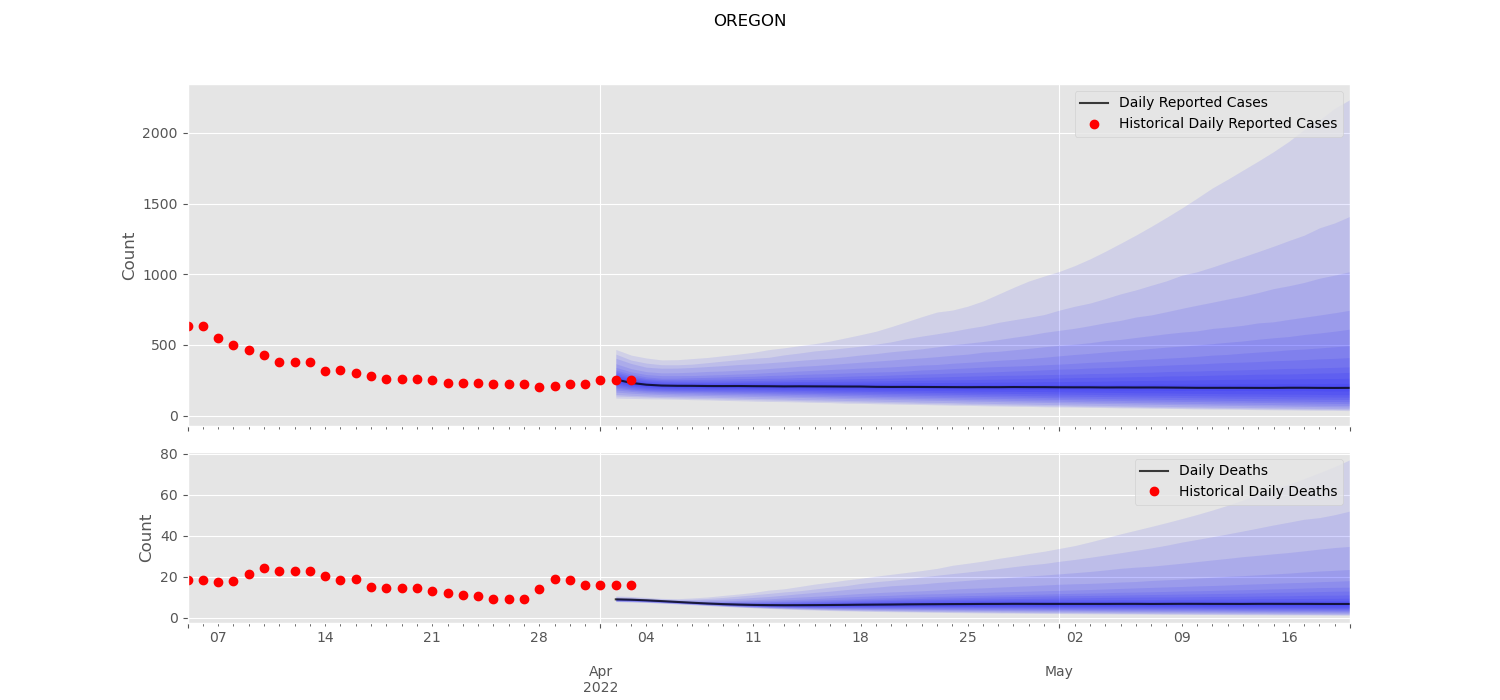 OREGON
Daily Reported Cases
Historical Daily Reported Cases
Count
2000
1500
1000
500
0
Daily Deaths
Historical Daily Deaths
Count
80
60
40
20
0
07 14 21 28 04 11 18 25 02 09 16
Apr May
2022